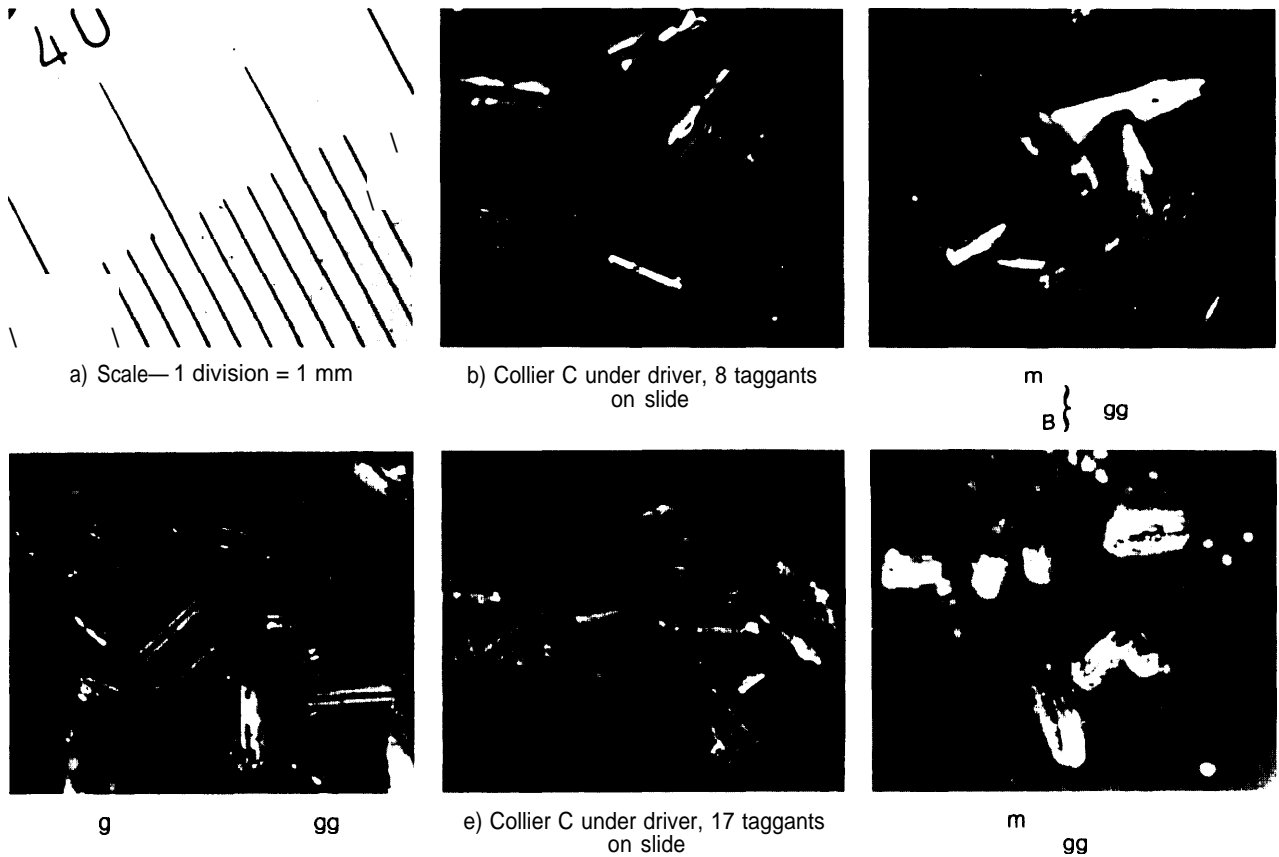 40
a) Scale— 1 division = 1 mm
b) Collier C under driver, 8 taggants
on slide
m
B } gg
g gg
e) Collier C under driver, 17 taggants
on slide
m
gg